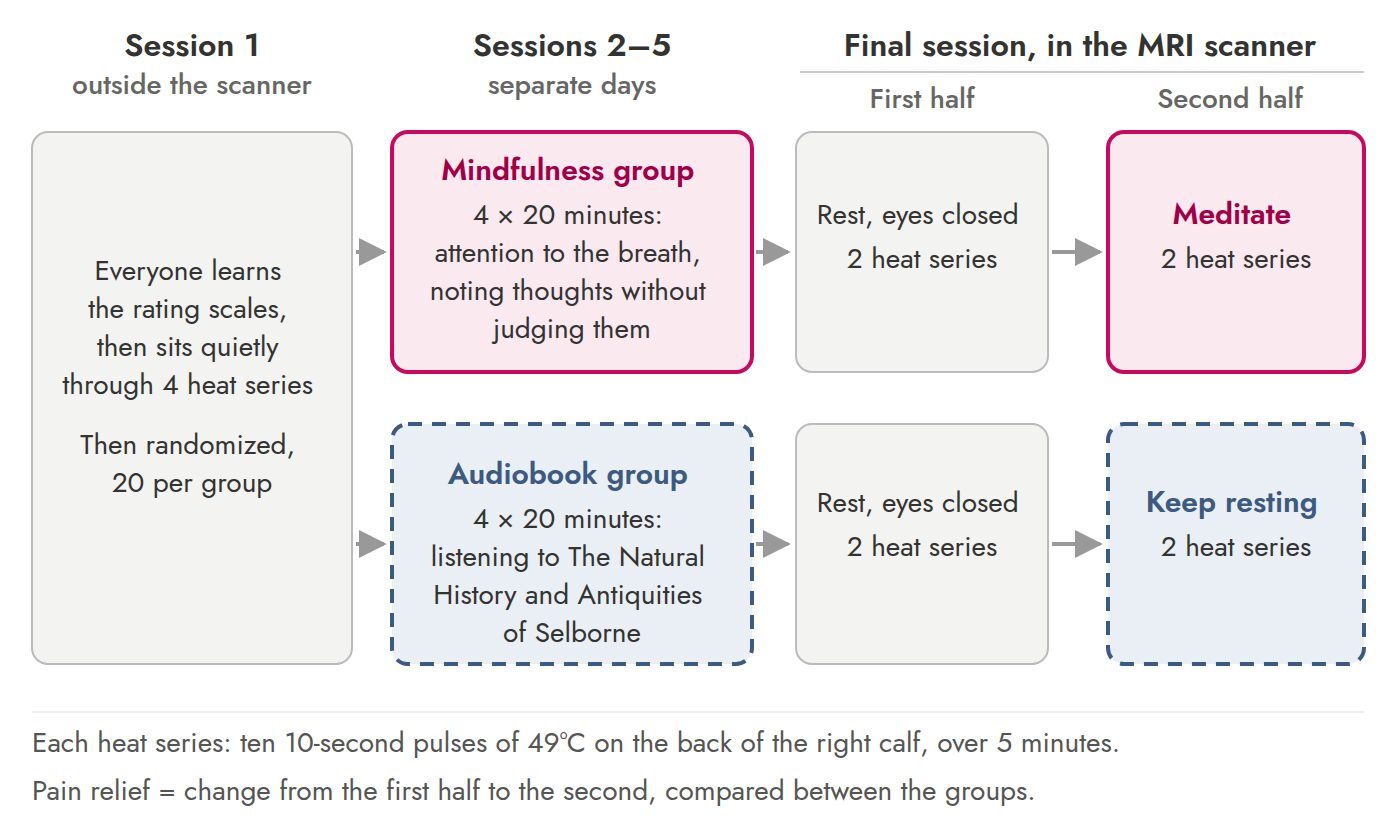 Session 1
outside the scanner
Sessions 2–5
separate days
Final session, in the MRI scanner
First half
Second half
Everyone learns
the rating scales,
then sits quietly
through 4 heat series
Then randomized,
20 per group
Mindfulness group
4 × 20 minutes:
attention to the breath,
noting thoughts without
judging them
Rest, eyes closed
2 heat series
Meditate
2 heat series
Audiobook group
4 × 20 minutes:
listening to The Natural
History and Antiquities
of Selborne
Rest, eyes closed
2 heat series
Keep resting
2 heat series
Each heat series: ten 10-second pulses of 49°C on the back of the right calf, over 5 minutes.
Pain relief = change from the first half to the second, compared between the groups.